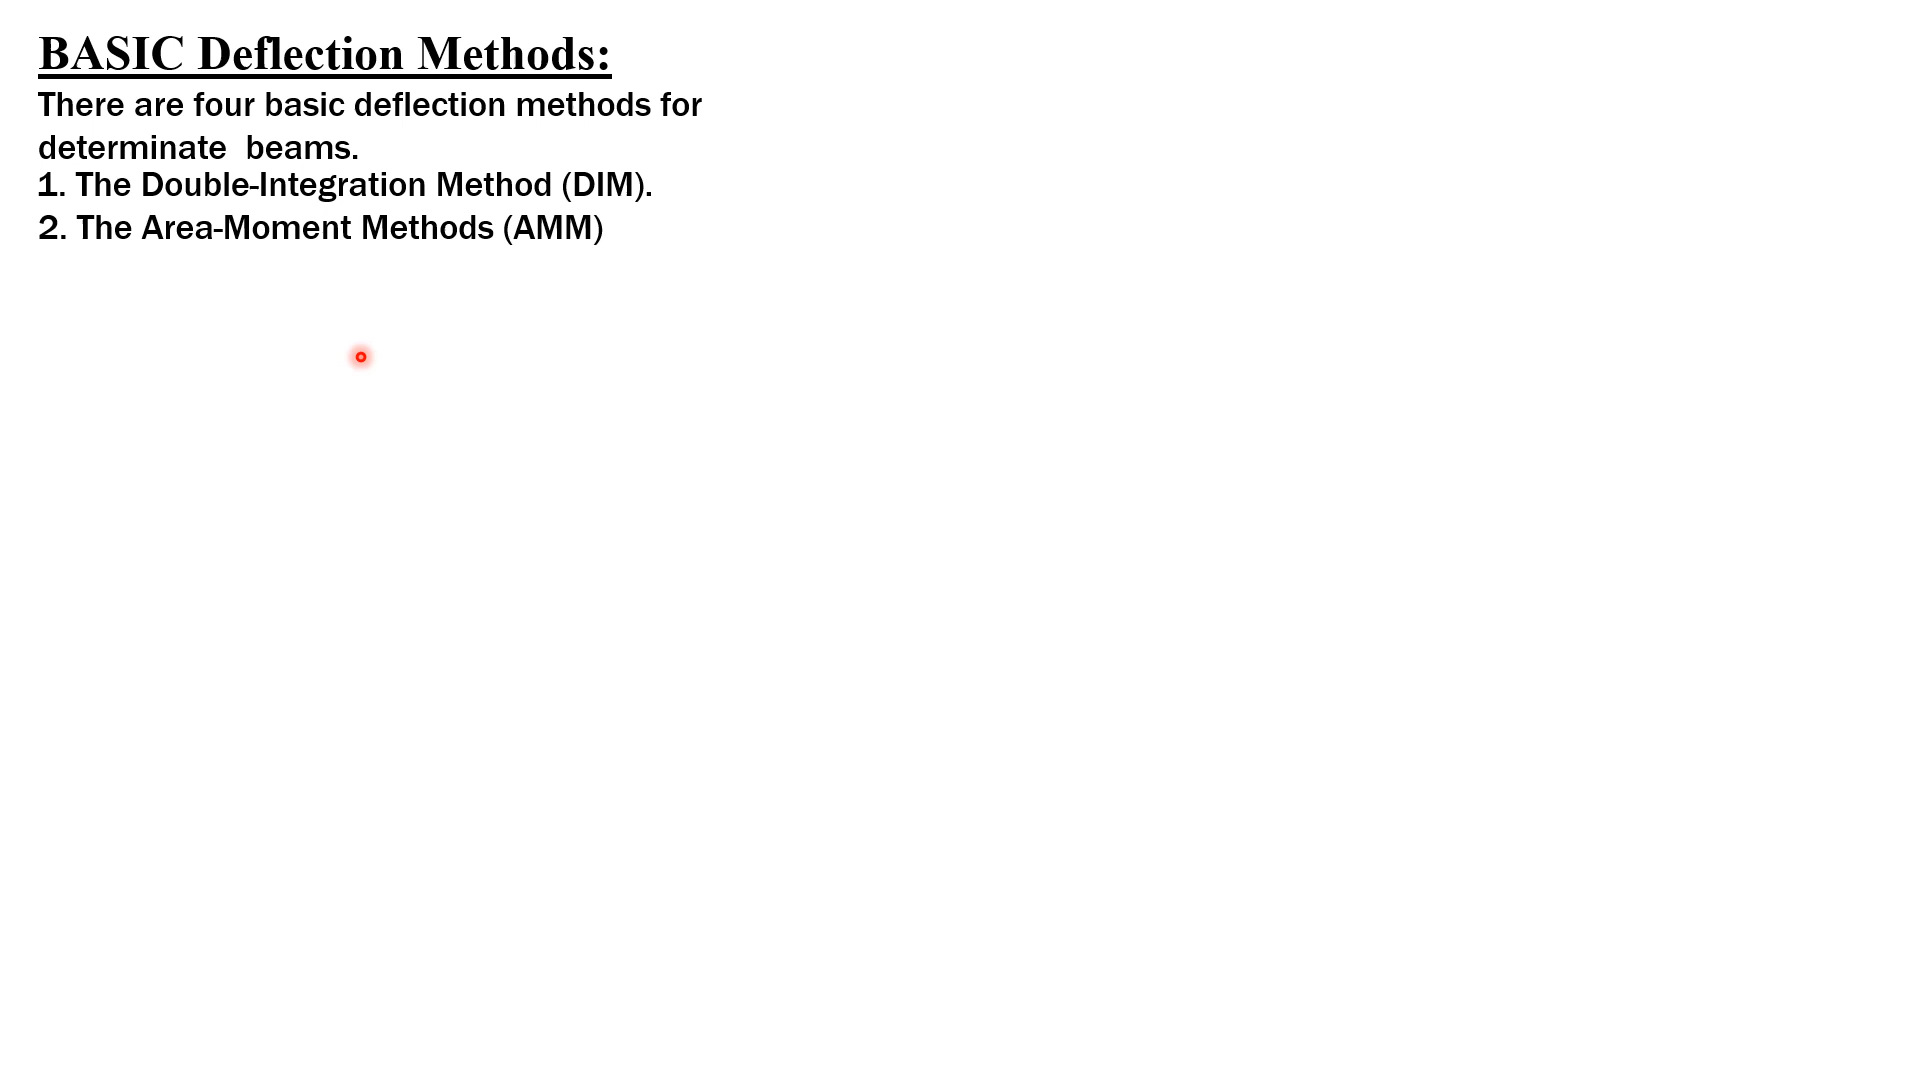 BASIC Deflection Methods:
There are four basic deflection methods for
determinate  beams.
1. The Double-Integration Method (DIM).
2. The Area-Moment Methods (AMM)